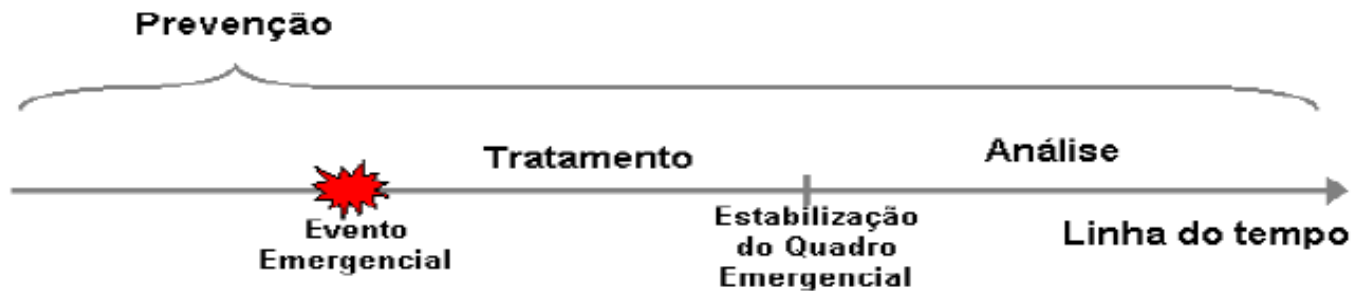 Prevenção
Tratamento
Análise
Evento
Emergencial
Estabilização
do Quadro
Emergencial
Linha do tempo